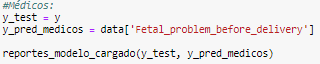 #Médicos:
y_test = y
y_pred_medicos = data['Fetal_problem_before_delivery']
reportes_modelo_cargado(y_test, y_pred_medicos)